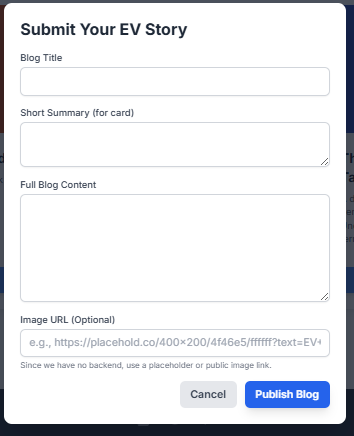 Submit Your EV Story
Blog Title
Short Summary (for card)
Full Blog Content
Image URL (Optional)
e.g., https://placehold.co/400x200/4f46e5/ffffff?text=EV+
Since we have no backend, use a placeholder or public image link.
Cancel
Publish Blog